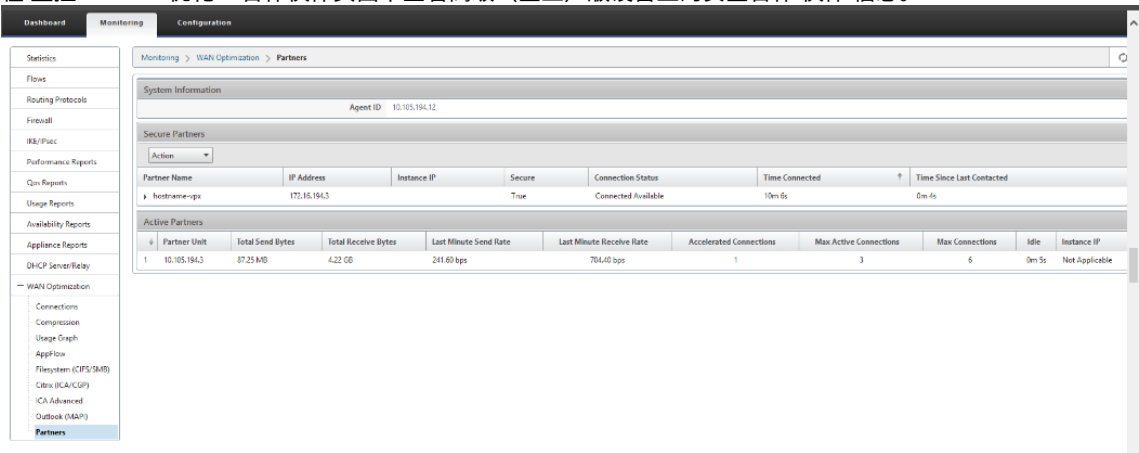 Dashboard Monitoring Configuration
Statistics
Flows
Routing Protocols
Firewall
IKE/IPsec
Performance Reports
Qos Reports
Usage Reports
Availability Reports
Appliance Reports
DHCP Server/Relay
WAN Optimization
Connections
Compression
Usage Graph
AppFlow
Filesystem (CIFS/SMB)
Citrix (ICA/CGP)
ICA Advanced
Outlook (MAPI)
Partners
Monitoring > WAN Optimization > Partners
System Information
Agent ID 10.105.194.12
Secure Partners
Action
Partner Name IP Address Instance IP Secure Connection Status Time Connected Time Since Last Contacted
hostname-vpx 172.16.194.3 True Connected Available 10m 6s 0m 4s
Active Partners
Partner Unit Total Send Bytes Total Receive Bytes Last Minute Send Rate Last Minute Receive Rate Accelerated Connections Max Active Connections Max Connections Idle Instance IP
1 10.105.194.3 87.25 MB 4.22 GB 241.60 bps 704.40 bps 1 3 6 0m 5s Not Applicable